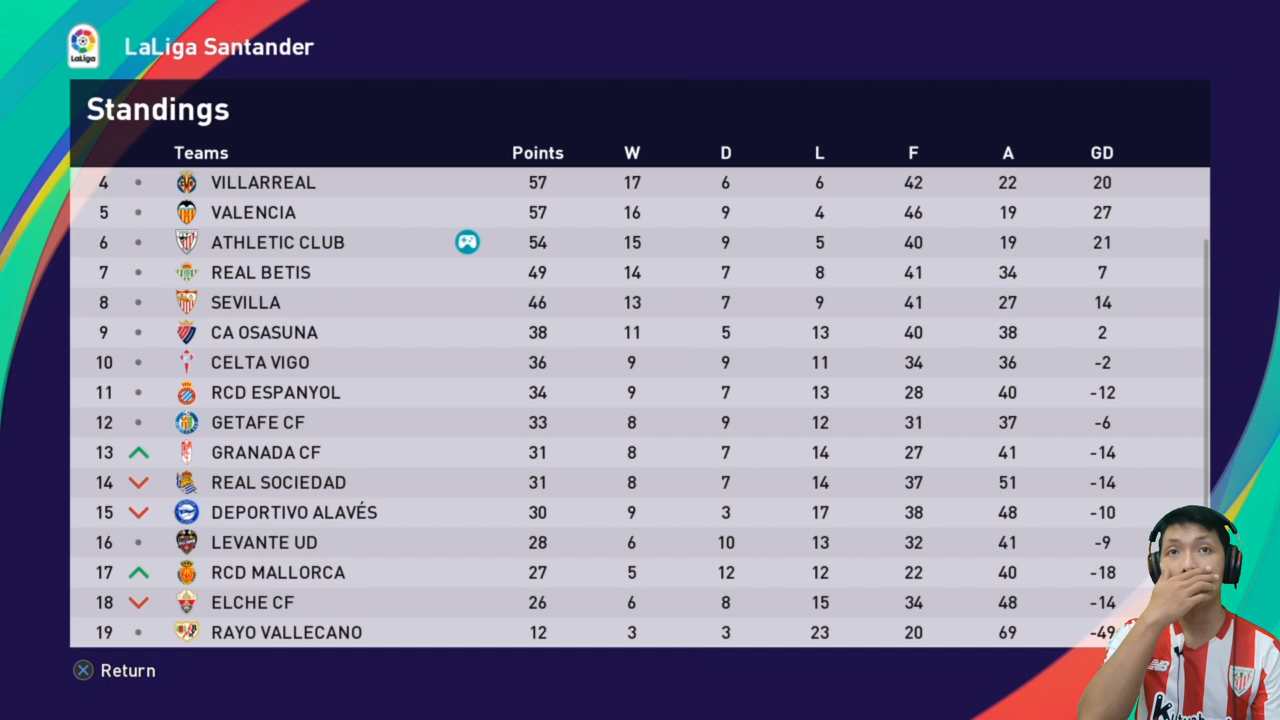 LaLiga
LaLiga Santander
Standings
Teams Points W D L F A GD
4 VILLARREAL 57 17 6 6 42 22 20
5 VALENCIA 57 16 9 4 46 19 27
6 ATHLETIC CLUB 54 15 9 5 40 19 21
7 REAL BETIS 49 14 7 8 41 34 7
8 SEVILLA 46 13 7 9 41 27 14
9 CA OSASUNA 38 11 5 13 40 38 2
10 CELTA VIGO 36 9 9 11 34 36 -2
11 RCD ESPANYOL 34 9 7 13 28 40 -12
12 GETAFE CF 33 8 9 12 31 37 -6
13 GRANADA CF 31 8 7 14 27 41 -14
14 REAL SOCIEDAD 31 8 7 14 37 51 -14
15 DEPORTIVO ALAVÉS 30 9 3 17 38 48 -10
16 LEVANTE UD 28 6 10 13 32 41 -9
17 RCD MALLORCA 27 5 12 12 22 40 -18
18 ELCHE CF 26 6 8 15 34 48 -14
19 RAYO VALLECANO 12 3 3 23 20 69 -49
Return